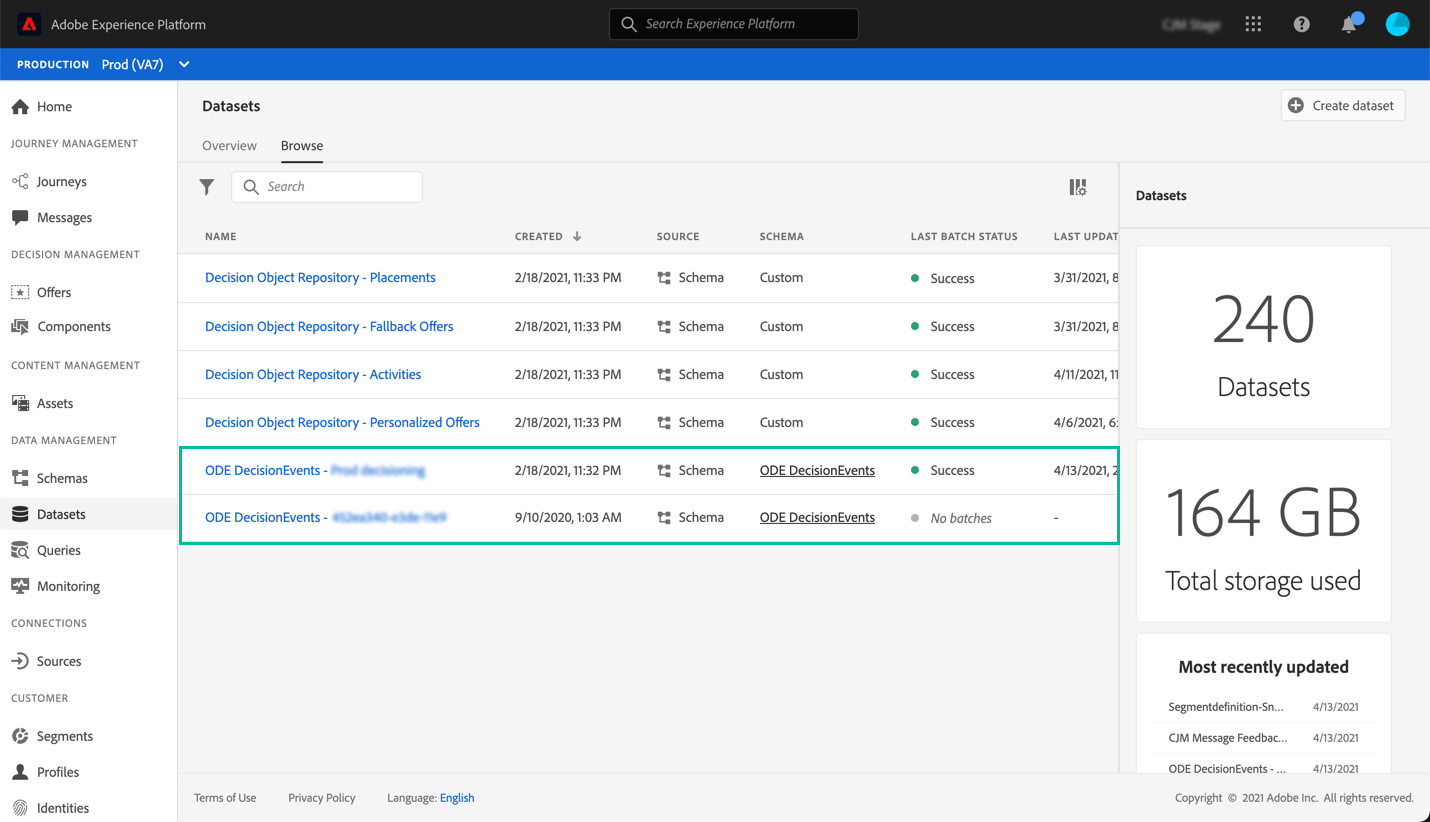 Adobe Experience Platform
Search Experience Platform
PRODUCTION Prod (VA7)
Home
JOURNEY MANAGEMENT
Journeys
Messages
DECISION MANAGEMENT
Offers
Components
CONTENT MANAGEMENT
Assets
DATA MANAGEMENT
Schemas
Datasets
Queries
Monitoring
CONNECTIONS
Sources
CUSTOMER
Segments
Profiles
Identities
Datasets
Create dataset
Overview Browse
Search
NAME CREATED SOURCE SCHEMA LAST BATCH STATUS LAST UPDAT
Decision Object Repository - Placements 2/18/2021, 11:33 PM Schema Custom Success 3/31/2021, 8
Decision Object Repository - Fallback Offers 2/18/2021, 11:33 PM Schema Custom Success 3/31/2021, 8
Decision Object Repository - Activities 2/18/2021, 11:33 PM Schema Custom Success 4/11/2021, 11
Decision Object Repository - Personalized Offers 2/18/2021, 11:33 PM Schema Custom Success 4/6/2021, 6:
ODE DecisionEvents - 2/18/2021, 11:32 PM Schema ODE DecisionEvents Success 4/13/2021, 2
ODE DecisionEvents - 9/10/2020, 1:03 AM Schema ODE DecisionEvents No batches -
Datasets
240
Datasets
164 GB
Total storage used
Most recently updated
Segmentdefinition-Sn... 4/13/2021
CJM Message Feedbac... 4/13/2021
ODE DecisionEvents - ... 4/13/2021
Terms of Use Privacy Policy Language: English
Copyright © 2021 Adobe Inc. All rights reserved.